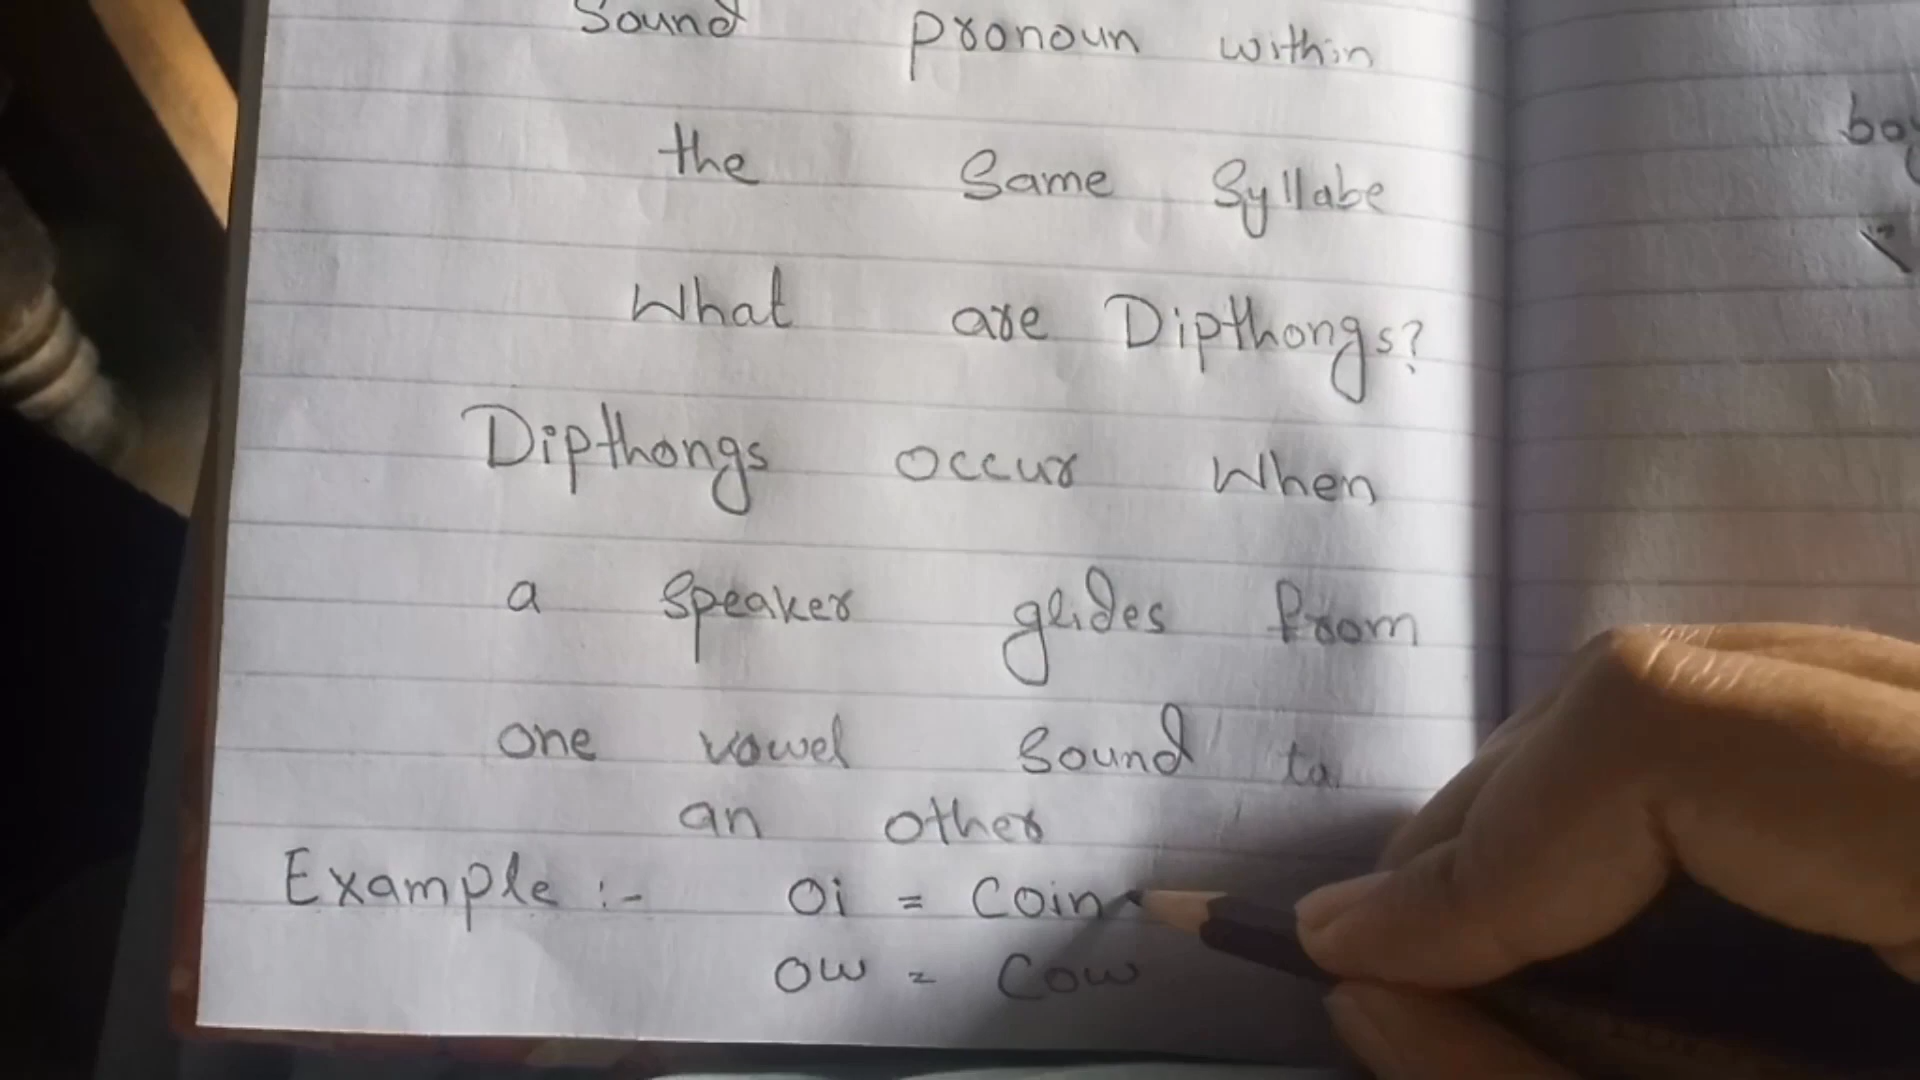 Sound pronoun within
the Same Syllabe
What are Dipthongs?
Dipthongs occur when
a speaker glides from
one vowel Sound to
an other
Example :- oi = Coin
ow = Cow